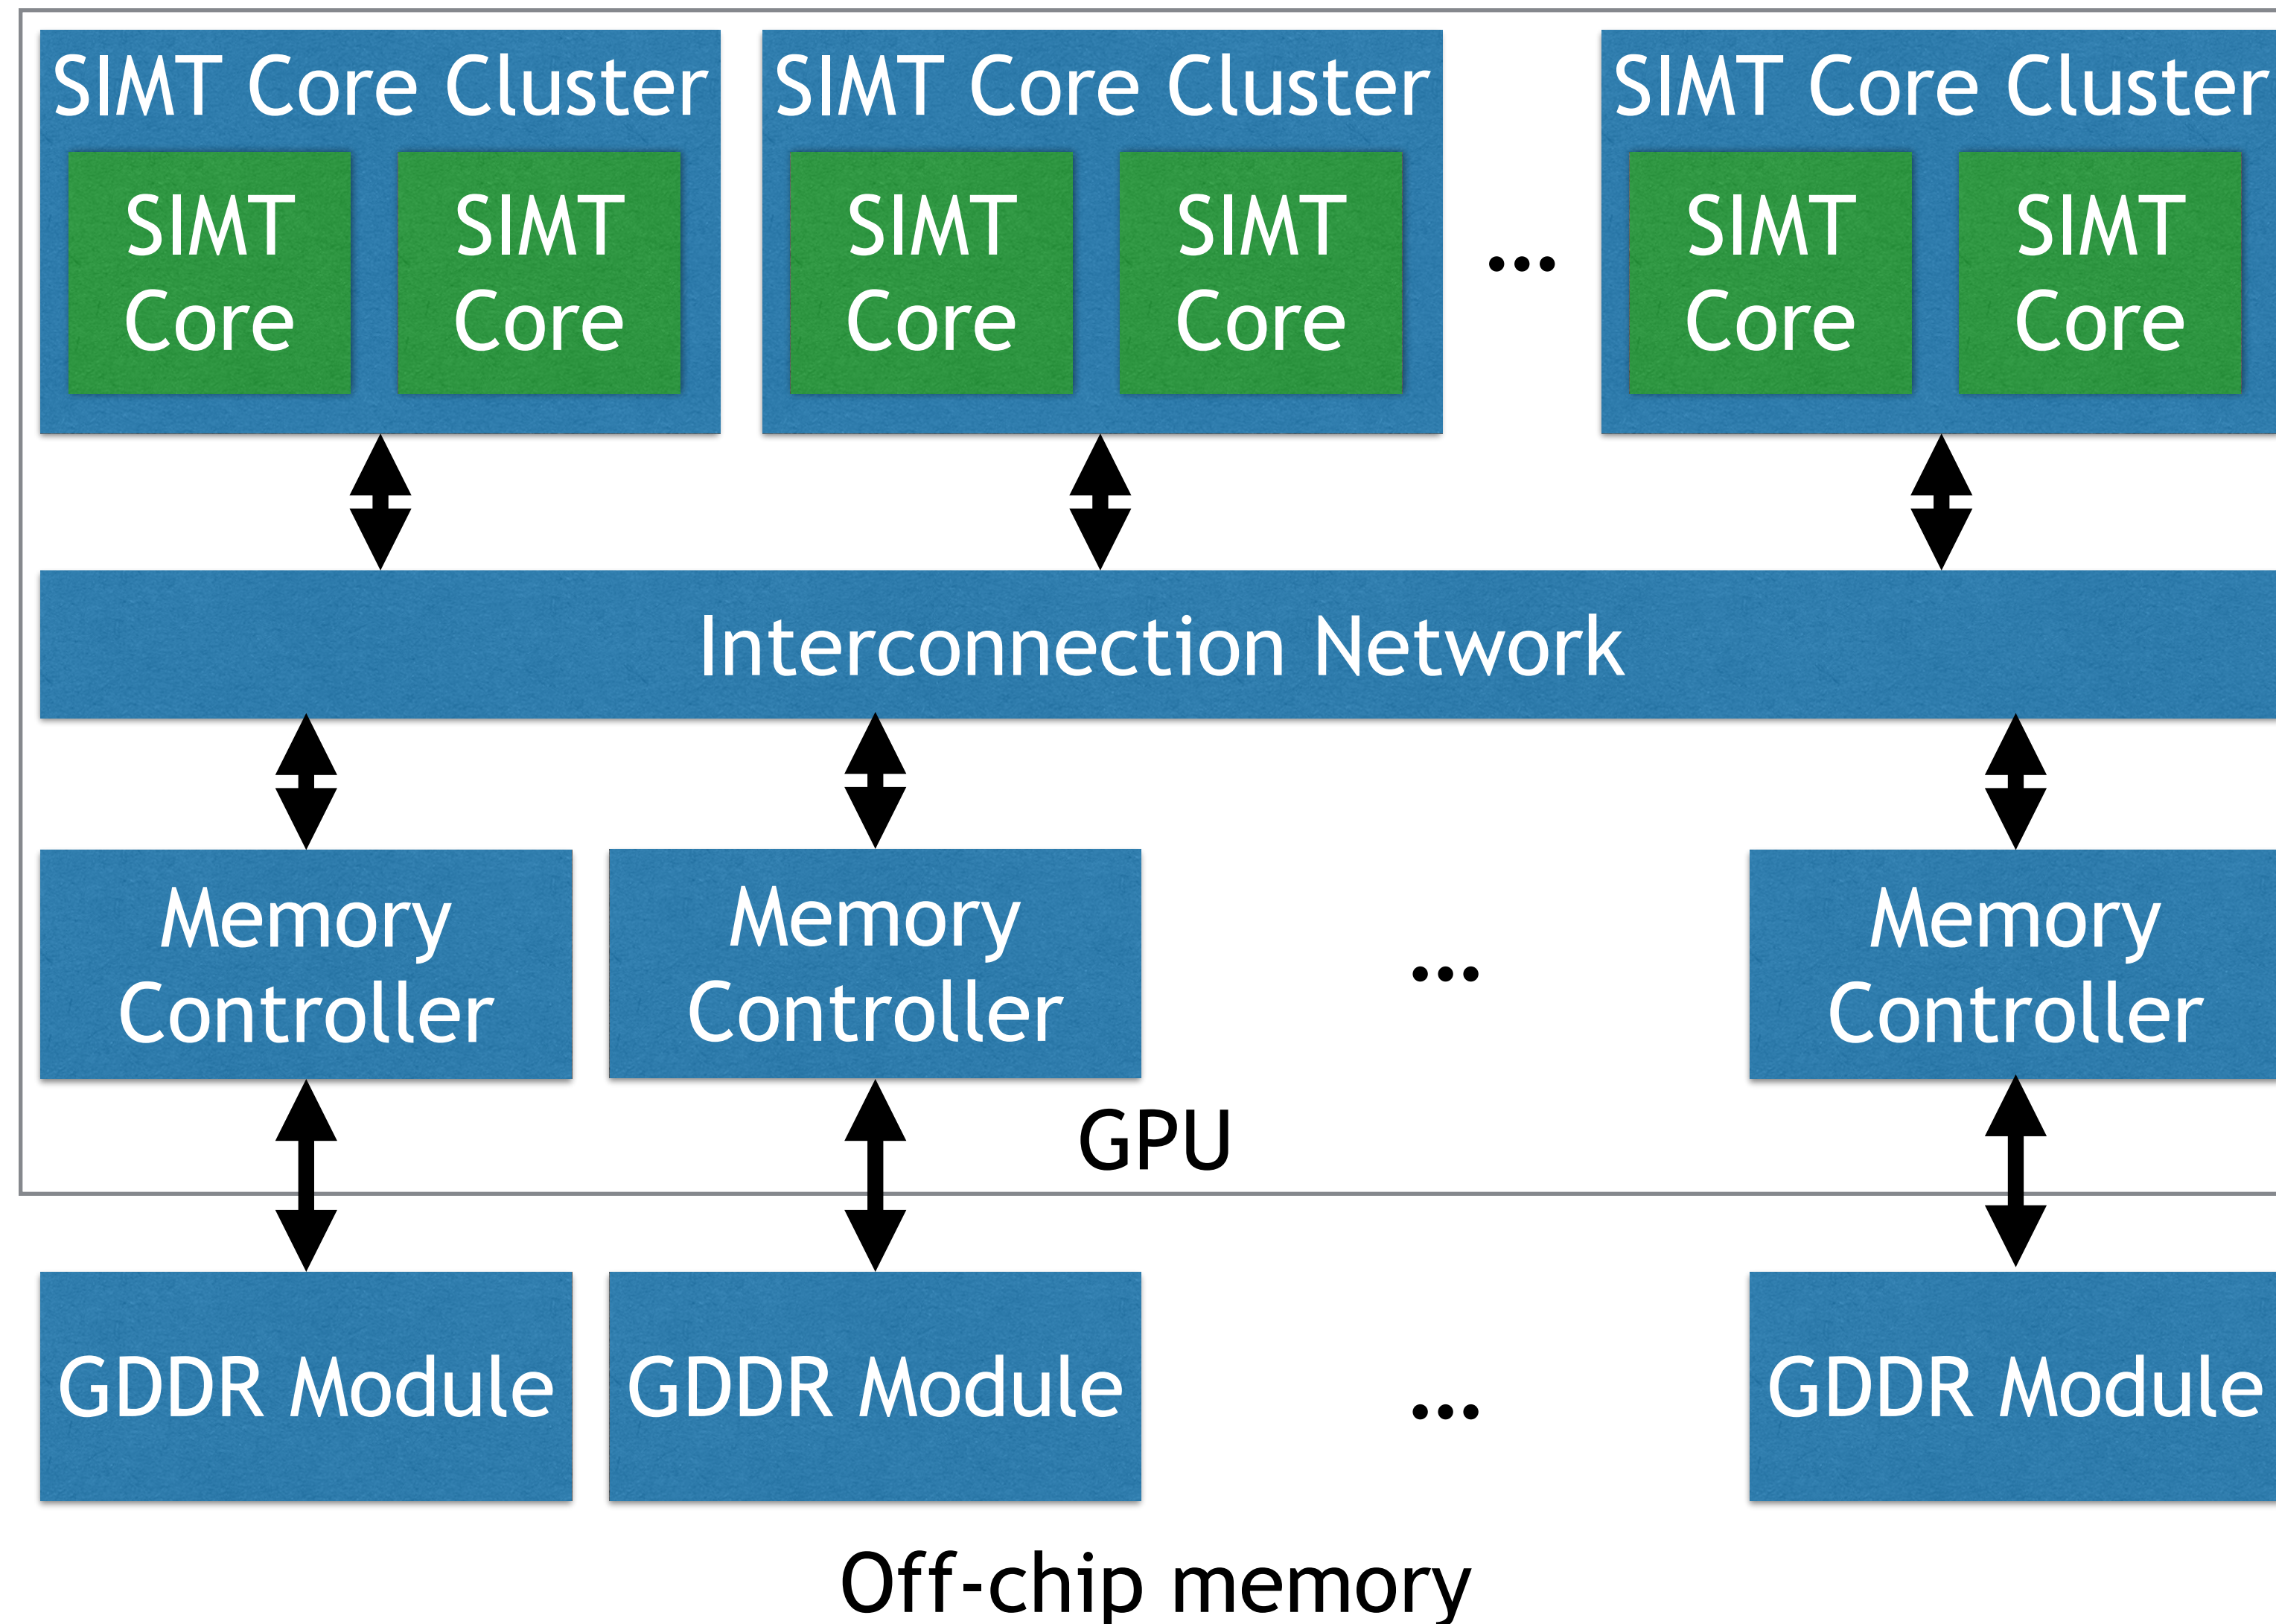 SIMT Core Cluster
SIMT
Core
SIMT
Core
SIMT Core Cluster
SIMT
Core
SIMT
Core
...
SIMT Core Cluster
SIMT
Core
SIMT
Core
Interconnection Network
Memory
Controller
Memory
Controller
...
Memory
Controller
GPU
GDDR Module
GDDR Module
...
GDDR Module
Off-chip memory